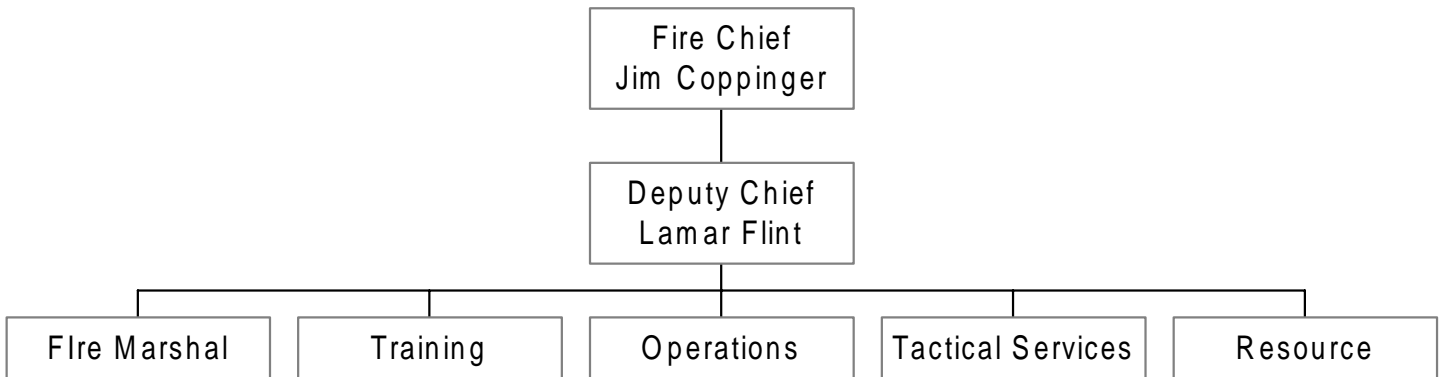 Fire Chief
Jim Coppinger
Deputy Chief
Lamar Flint
FIre Marshal
Training
Operations
Tactical Services
Resource